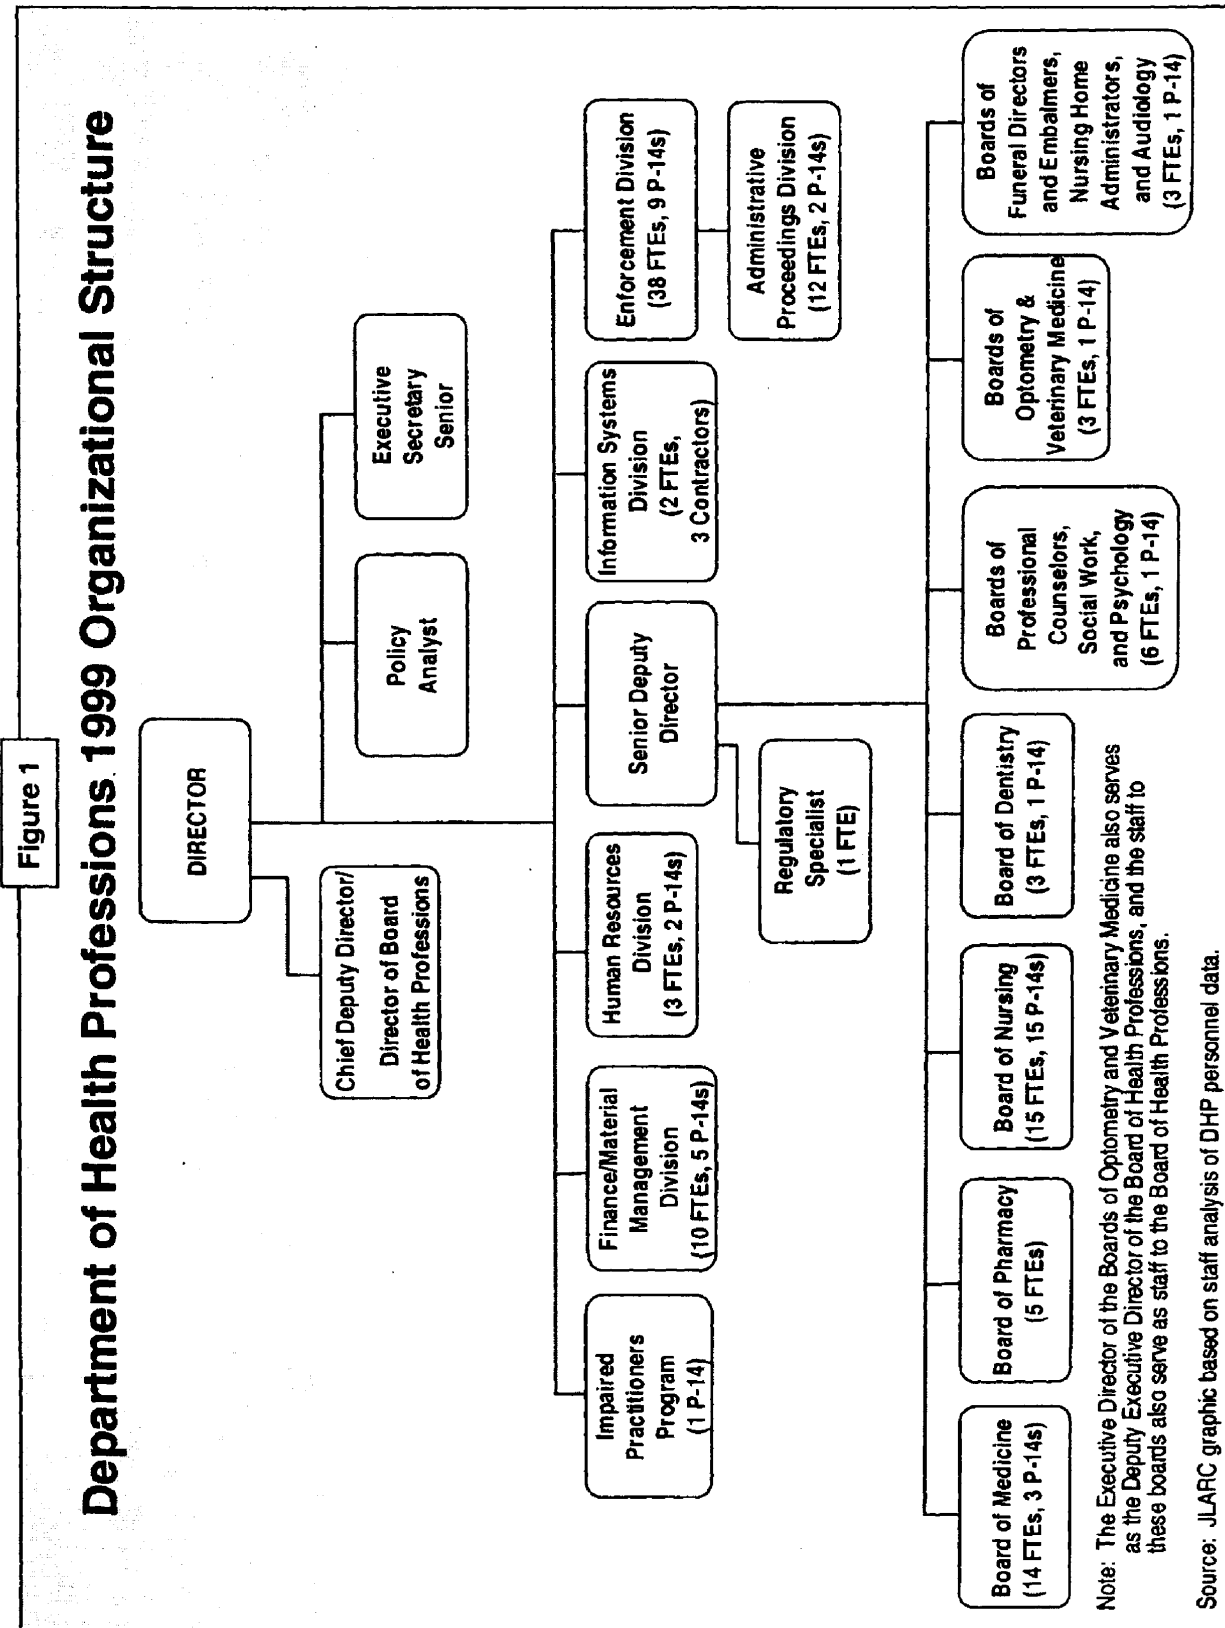 Figure 1
Department of Health Professions 1999 Organizational Structure
DIRECTOR
Chief Deputy Director/
Director of Board
of Health Professions
Policy
Analyst
Executive
Secretary
Senior
Impaired
Practitioners
Program
(1 P-14)
Finance/Material
Management
Division
(10 FTEs, 5 P-14s)
Human Resources
Division
(3 FTEs, 2 P-14s)
Senior Deputy
Director
Information Systems
Division
(2 FTEs,
3 Contractors)
Enforcement Division
(38 FTEs, 9 P-14s)
Regulatory
Specialist
(1 FTE)
Administrative
Proceedings Division
(12 FTEs, 2 P-14s)
Board of Medicine
(14 FTEs, 3 P-14s)
Board of Pharmacy
(5 FTEs)
Board of Nursing
(15 FTEs, 15 P-14s)
Board of Dentistry
(3 FTEs, 1 P-14)
Boards of
Professional
Counselors,
Social Work,
and Psychology
(6 FTEs, 1 P-14)
Boards of
Optometry &
Veterinary Medicine
(3 FTEs, 1 P-14)
Boards of
Funeral Directors
and Embalmers,
Nursing Home
Administrators,
and Audiology
(3 FTEs, 1 P-14)
Note: The Executive Director of the Boards of Optometry and Veterinary Medicine also serves
as the Deputy Executive Director of the Board of Health Professions, and the staff to
these boards also serve as staff to the Board of Health Professions.
Source: JLARC graphic based on staff analysis of DHP personnel data.